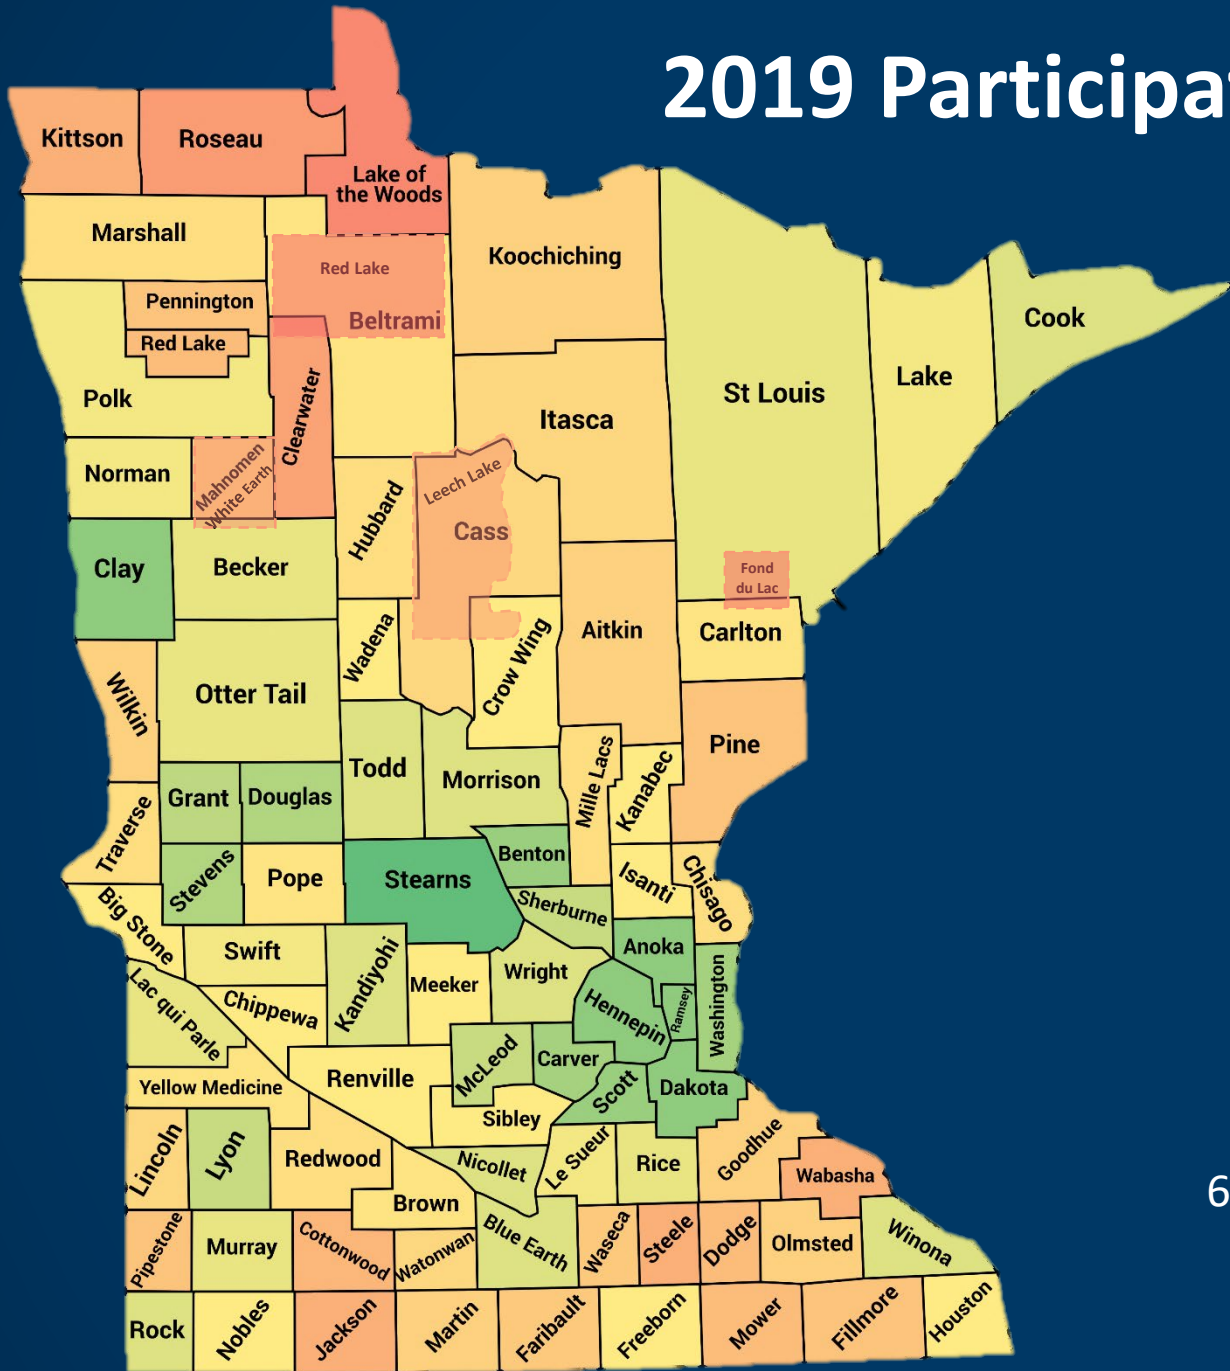 2019 Participat
Kittson
Roseau
Lake of
the Woods
Marshall
Koochiching
Red Lake
Beltrami
Pennington
Red Lake
Cook
Lake
St Louis
Polk
Clearwater
Itasca
Norman
Mahnomen
White Earth
Leech Lake
Hubbard
Cass
Clay
Becker
Fond
du Lac
Aitkin
Carlton
Wadena
Crow Wing
Otter Tail
Wilkin
Pine
Todd
Morrison
Mille Lacs
Kanabec
Grant
Douglas
Traverse
Benton
Stevens
Pope
Stearns
Isanti
Chisago
Big Stone
Sherburne
Swift
Anoka
Kandiyohi
Meeker
Wright
Washington
Lac qui Parle
Chippewa
Hennepin
Ramsey
McLeod
Carver
Renville
Yellow Medicine
Scott
Dakota
Sibley
Lincoln
Lyon
Redwood
Nicollet
Le Sueur
Rice
Goodhue
Wabasha
6
Brown
Pipestone
Murray
Cottonwood
Watonwan
Blue Earth
Waseca
Steele
Dodge
Olmsted
Winona
Rock
Nobles
Jackson
Martin
Faribault
Freeborn
Mower
Fillmore
Houston